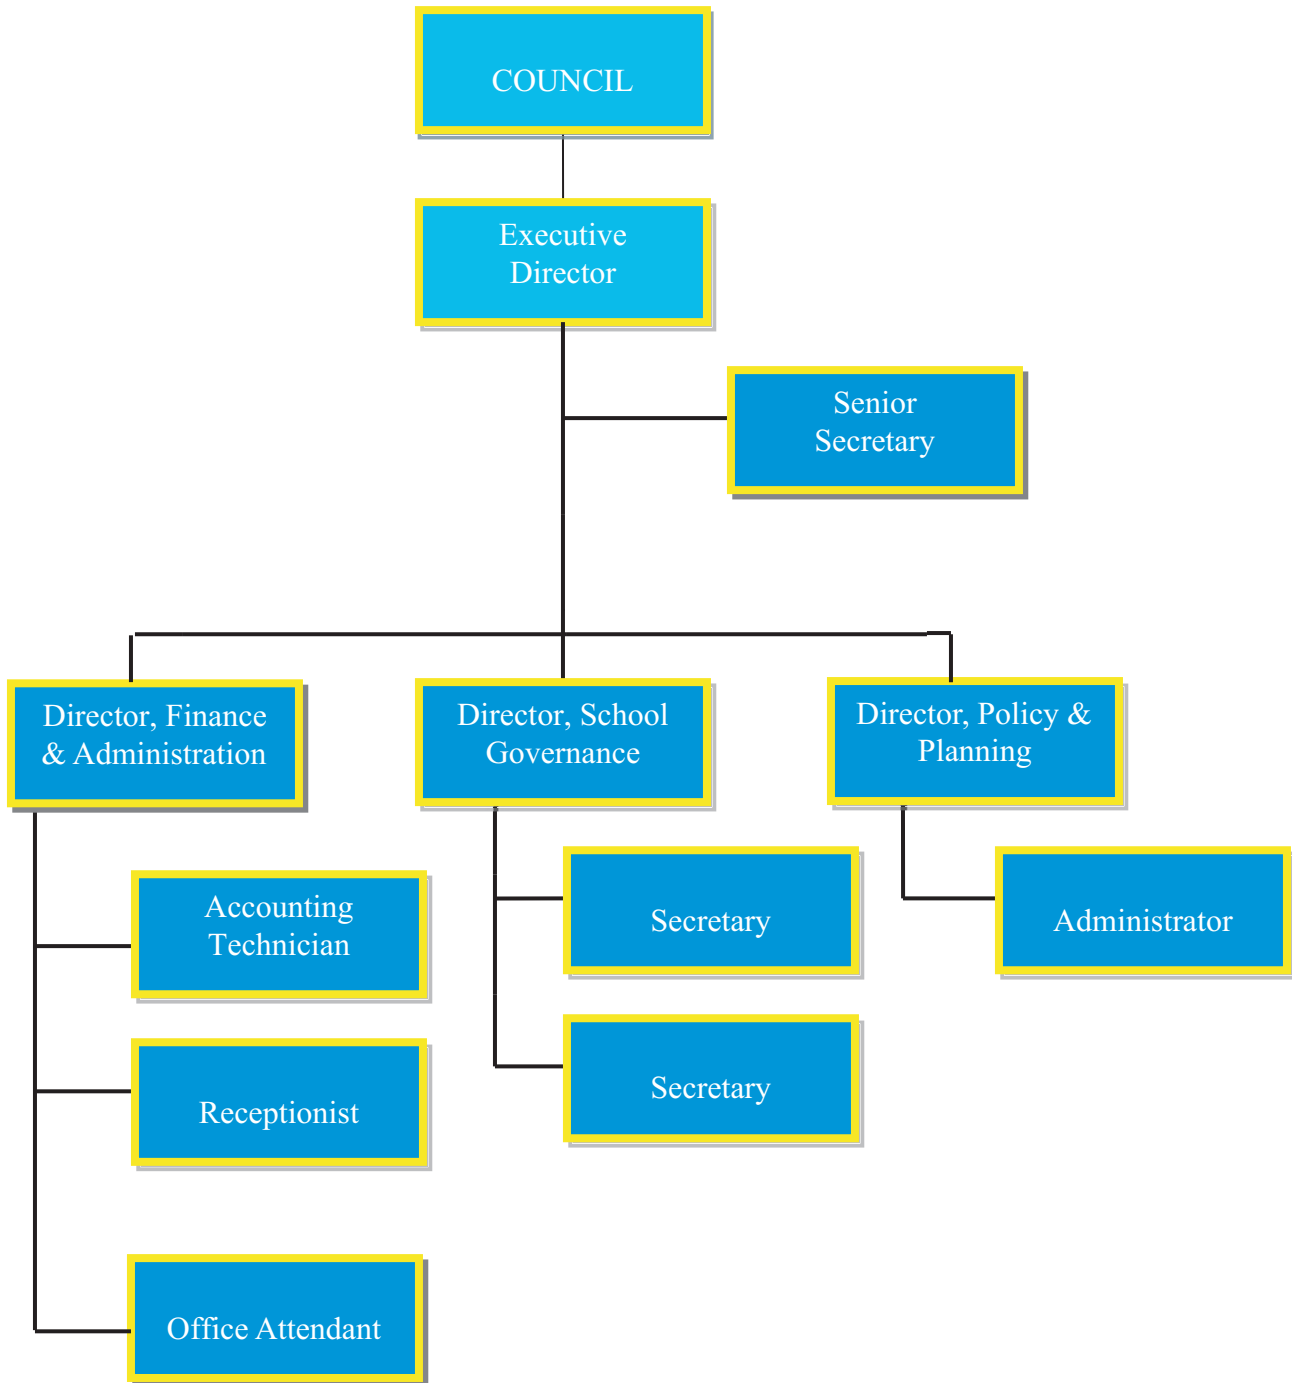 COUNCIL
Executive
Director
Senior
Secretary
Director, Finance
& Administration
Director, School
Governance
Director, Policy &
Planning
Accounting
Technician
Receptionist
Office Attendant
Secretary
Secretary
Administrator